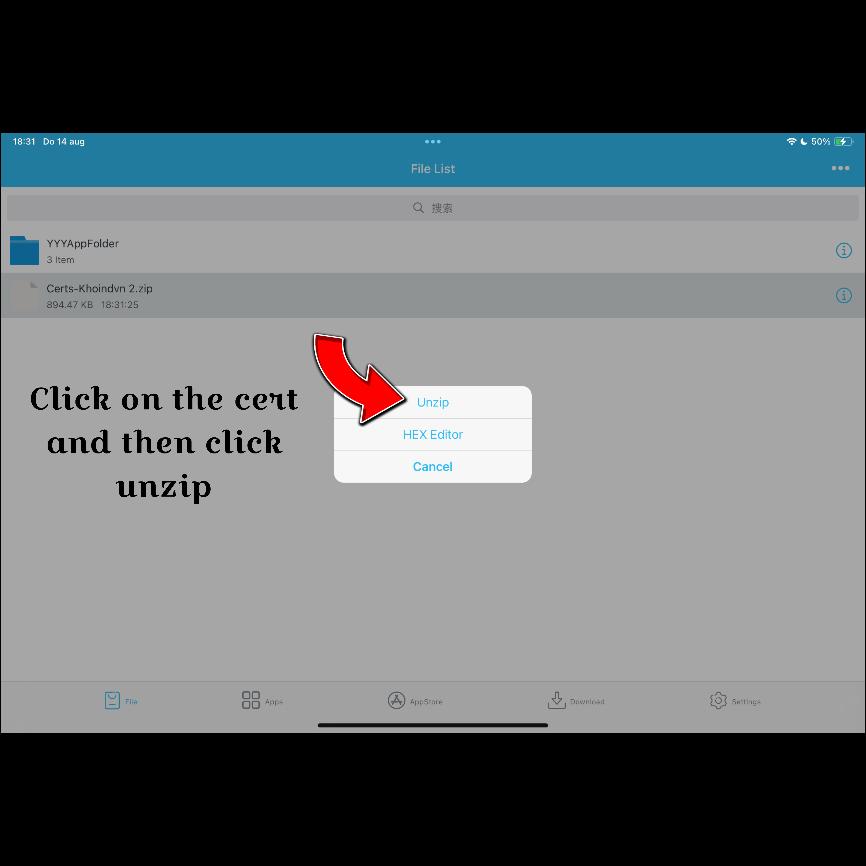 18:31 Do 14 aug
50%
File List
搜索
YYYAppFolder
3 Item
Certs-Khoindvn 2.zip
894.47 KB 18:31:25
Click on the cert
and then click
unzip
Unzip
HEX Editor
Cancel
File
Apps
AppStore
Download
Settings